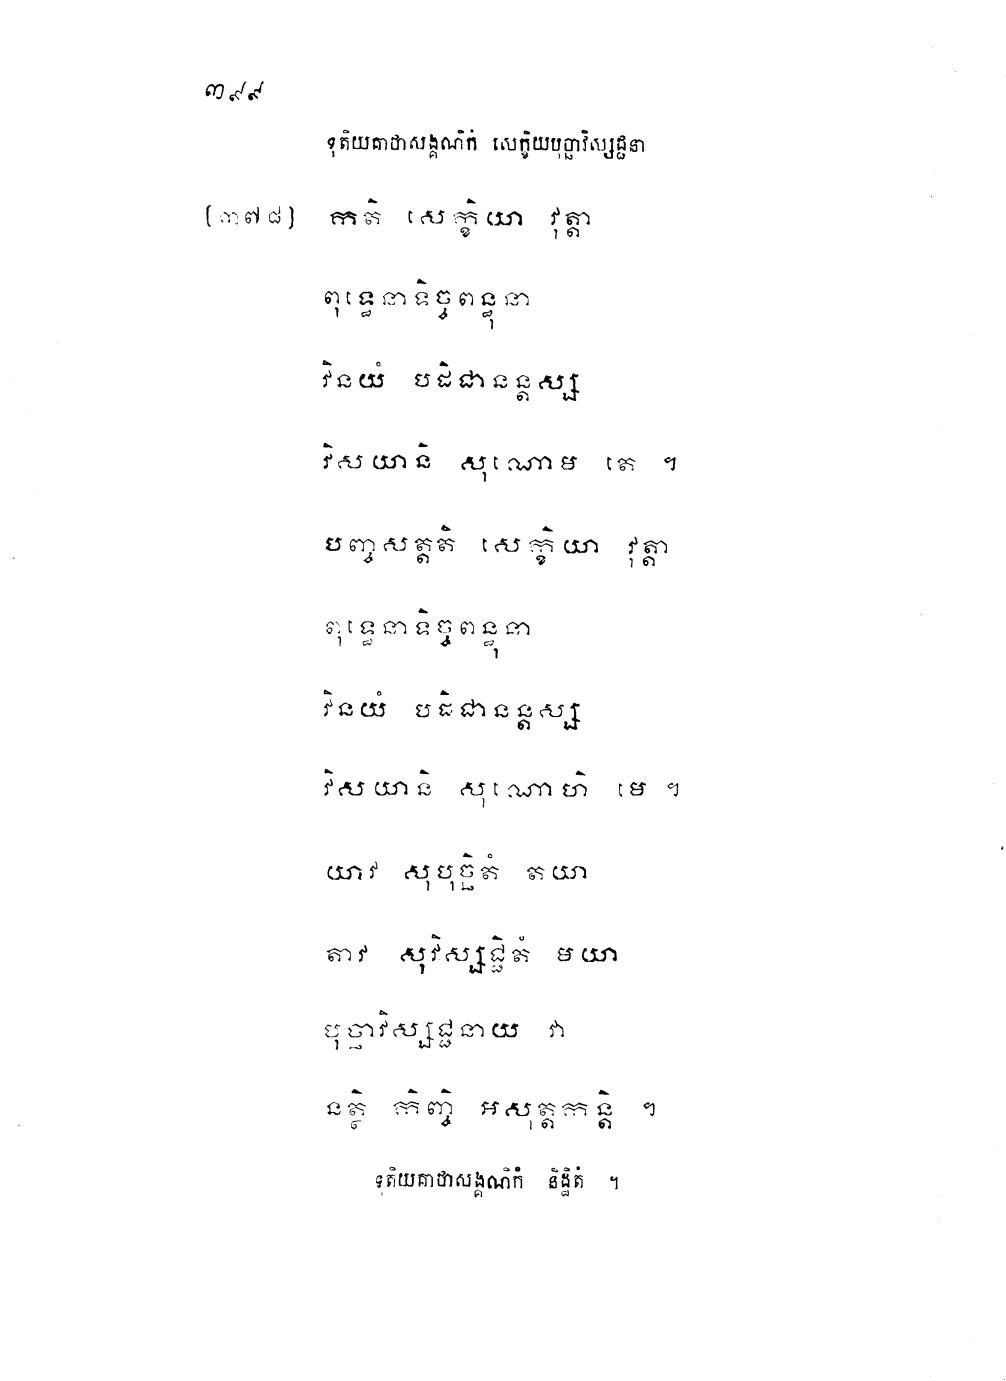 ៣៩៩
ទុតិយគាថាសង្គណិកំ សេក្ខិយបុច្ឆាវិស្សជ្ជនា
(៣៧៨) កតិ សេក្ខិយា វុត្តា
ពុទ្ធេនាទិច្ចពន្ធុនា
វិនយំ បដិជានន្តស្ស
វិសយានិ សុណោម តេ ។
បញ្ចសត្តតិ សេក្ខិយា វុត្តា
ពុទ្ធេនាទិច្ចពន្ធុនា
វិនយំ បដិជានន្តស្ស
វិសយានិ សុណោហិ មេ ។
យាវ សុបុច្ឆិតំ តយា
តាវ សុវិស្សជ្ជិតំ មយា
បុច្ឆាវិស្សជ្ជនាយ វា
នត្ថិ កិញ្ចិ អសុត្តកន្តិ ។
ទុតិយគាថាសង្គណិកំ និដ្ឋិតំ ។